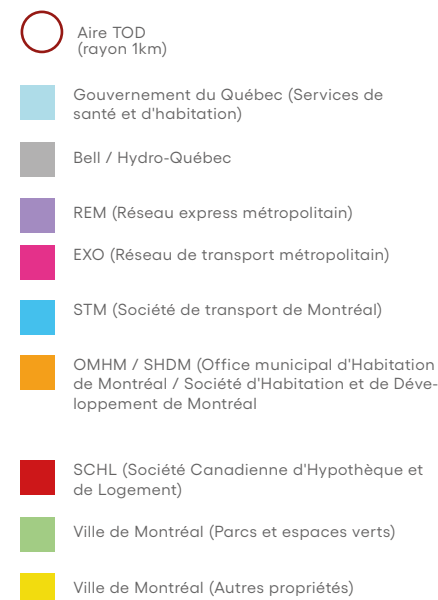 Aire TOD
(rayon 1km)
Gouvernement du Québec (Services de
santé et d'habitation)
Bell / Hydro-Québec
REM (Réseau express métropolitain)
EXO (Réseau de transport métropolitain)
STM (Société de transport de Montréal)
OMHM / SHDM (Office municipal d'Habitation
de Montréal / Société d'Habitation et de Déve-
loppement de Montréal
SCHL (Société Canadienne d'Hypothèque et
de Logement)
Ville de Montréal (Parcs et espaces verts)
Ville de Montréal (Autres propriétés)